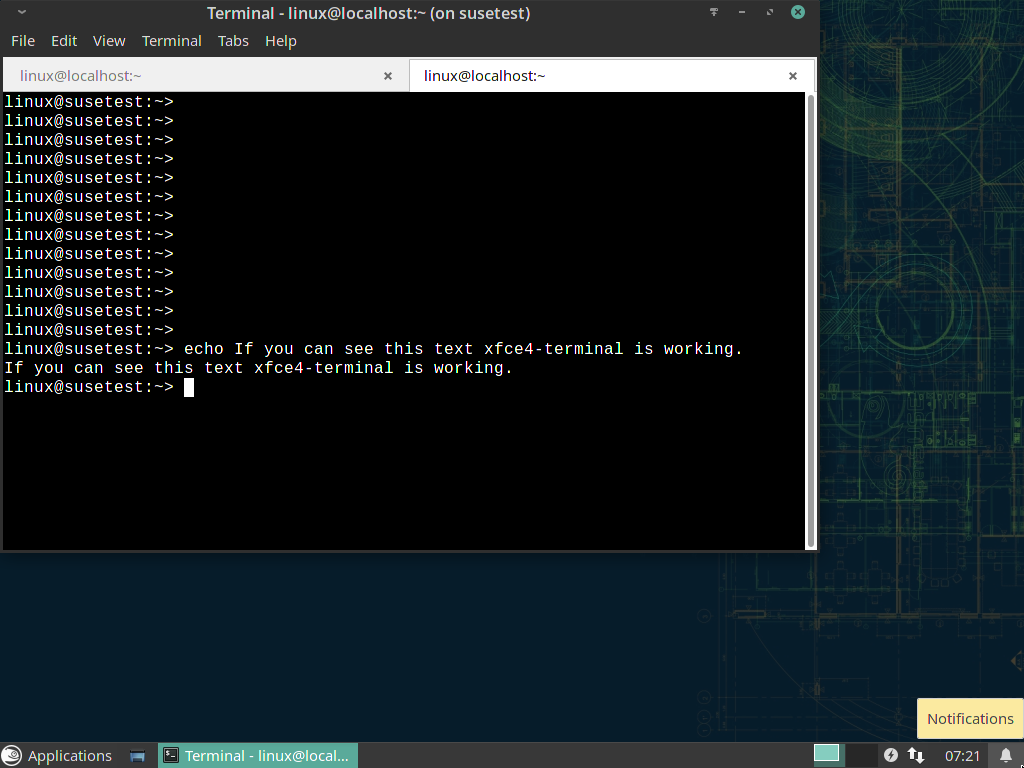 Terminal - linux@localhost:~ (on susetest)
File Edit View Terminal Tabs Help
linux@localhost:~ linux@localhost:~
linux@susetest:~>
linux@susetest:~>
linux@susetest:~>
linux@susetest:~>
linux@susetest:~>
linux@susetest:~>
linux@susetest:~>
linux@susetest:~>
linux@susetest:~>
linux@susetest:~>
linux@susetest:~>
linux@susetest:~>
linux@susetest:~>
linux@susetest:~> echo If you can see this text xfce4-terminal is working.
If you can see this text xfce4-terminal is working.
linux@susetest:~>
Notifications
Applications Terminal - linux@local... 07:21